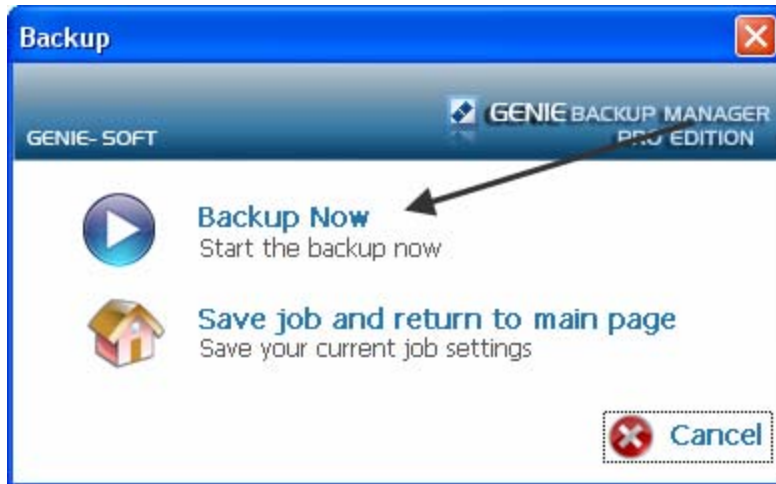 Backup
GENIE BACKUP MANAGER
GENIE- SOFT
PRO EDITION
Backup Now
Start the backup now
Save job and return to main page
Save your current job settings
Cancel